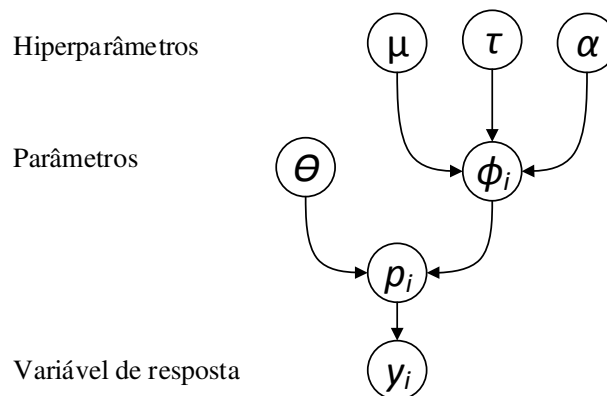 Hiperparâmetros μ τ α
Parâmetros Θ ϕi
pi
Variável de resposta yi